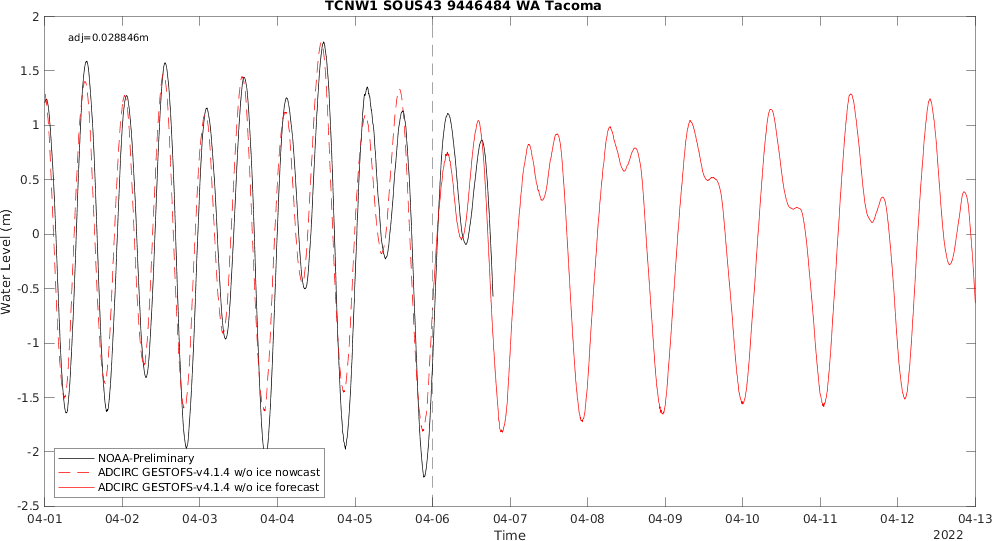 TCNW1 SOUS43 9446484 WA Tacoma
adj=0.028846m
2
1.5
1
0.5
0
-0.5
-1
-1.5
-2
-2.5
Water Level (m)
NOAA-Preliminary
ADCIRC GESTOFS-v4.1.4 w/o ice nowcast
ADCIRC GESTOFS-v4.1.4 w/o ice forecast
04-01 04-02 04-03 04-04 04-05 04-06 04-07 04-08 04-09 04-10 04-11 04-12 04-13
Time
2022